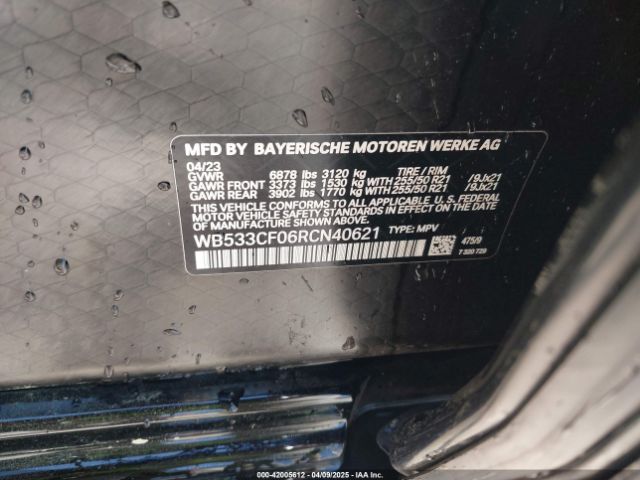 MFD BY BAYERISCHE MOTOREN WERKE AG
04/23
GVWR 6878 lbs 3120 kg TIRE / RIM
GAWR FRONT 3373 lbs 1530 kg WITH 255/50 R21 /9Jx21
GAWR REAR 3902 lbs 1770 kg WITH 255/50 R21 /9Jx21
THIS VEHICLE CONFORMS TO ALL APPLICABLE U.S. FEDERAL
MOTOR VEHICLE SAFETY STANDARDS IN EFFECT ON THE DATE OF
MANUFACTURE SHOWN ABOVE.
WB533CF06RCN40621 TYPE: MPV
475/9
7 320 729
000-42005612 - 04/09/2025 - IAA Inc.